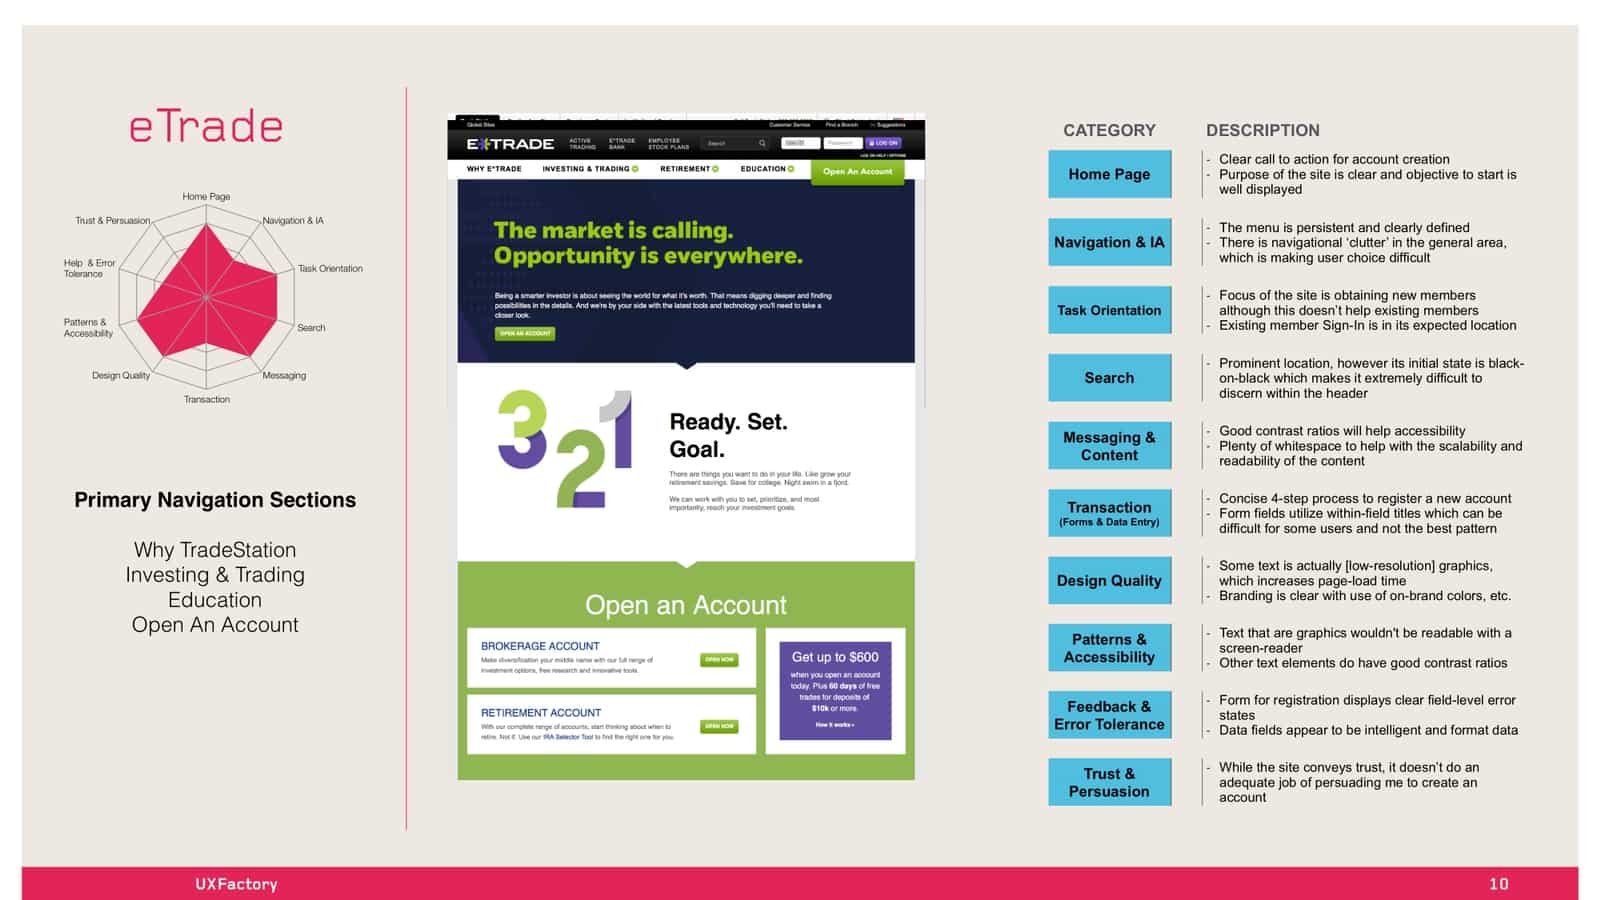 eTrade
Home Page
Trust & Persuasion
Navigation & IA
Help & Error
Tolerance
Task Orientation
Patterns &
Accessibility
Search
Design Quality
Messaging
Transaction
Primary Navigation Sections
Why TradeStation
Investing & Trading
Education
Open An Account
Global Sites
Customer Service
Find a Branch
Suggestions
E*TRADE
ACTIVE
TRADING
E*TRADE
BANK
EMPLOYEE
STOCK PLANS
Search
User ID
Password
LOG ON
LOG ON HELP | OPTIONS
WHY E*TRADE
INVESTING & TRADING
RETIREMENT
EDUCATION
Open An Account
The market is calling.
Opportunity is everywhere.
Being a smarter investor is about seeing the world for what it's worth. That means digging deeper and finding
possibilities in the details. And we're by your side with the latest tools and technology you'll need to take a
closer look.
OPEN AN ACCOUNT
3 2 1
Ready. Set.
Goal.
There are things you want to do in your life. Like grow your
retirement savings. Save for college. Night swim in a fjord.
We can work with you to set, prioritize, and most
importantly, reach your investment goals.
Open an Account
BROKERAGE ACCOUNT
Make diversification your middle name with our full range of
investment options, free research and innovative tools.
OPEN NOW
RETIREMENT ACCOUNT
With our complete range of accounts, start thinking about when to
retire. Not if. Use our IRA Selector Tool to find the right one for you.
OPEN NOW
Get up to $600
when you open an account
today. Plus 60 days of free
trades for deposits of
$10k or more.
How it works ▸
CATEGORY
DESCRIPTION
Home Page
- Clear call to action for account creation
- Purpose of the site is clear and objective to start is
well displayed
Navigation & IA
- The menu is persistent and clearly defined
- There is navigational ‘clutter’ in the general area,
which is making user choice difficult
Task Orientation
- Focus of the site is obtaining new members
although this doesn’t help existing members
- Existing member Sign-In is in its expected location
Search
- Prominent location, however its initial state is black-
on-black which makes it extremely difficult to
discern within the header
Messaging &
Content
- Good contrast ratios will help accessibility
- Plenty of whitespace to help with the scalability and
readability of the content
Transaction
(Forms & Data Entry)
- Concise 4-step process to register a new account
- Form fields utilize within-field titles which can be
difficult for some users and not the best pattern
Design Quality
- Some text is actually [low-resolution] graphics,
which increases page-load time
- Branding is clear with use of on-brand colors, etc.
Patterns &
Accessibility
- Text that are graphics wouldn't be readable with a
screen-reader
- Other text elements do have good contrast ratios
Feedback &
Error Tolerance
- Form for registration displays clear field-level error
states
- Data fields appear to be intelligent and format data
Trust &
Persuasion
- While the site conveys trust, it doesn’t do an
adequate job of persuading me to create an
account
UXFactory
10